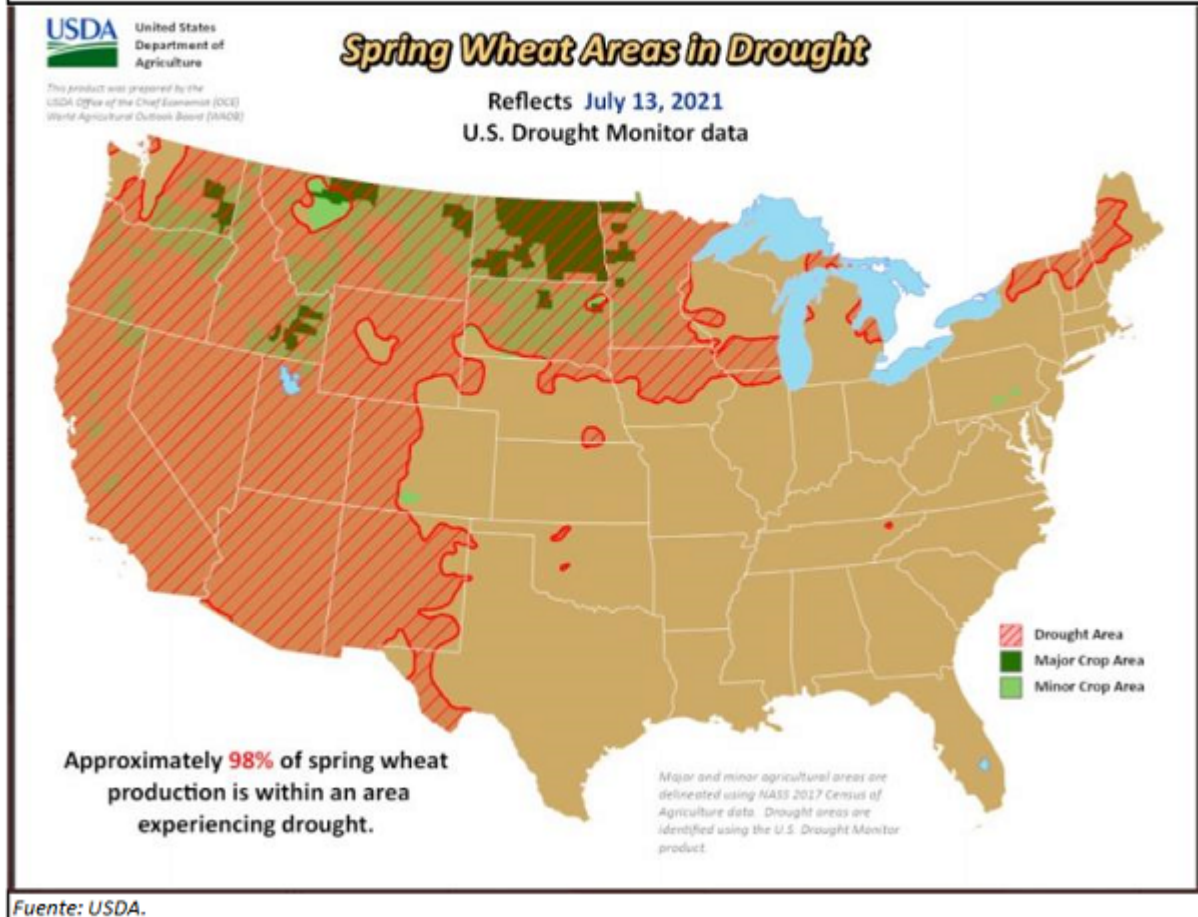 USDA
United States
Department of
Agriculture
This product was prepared by the
USDA Office of the Chief Economist (OCE)
World Agricultural Outlook Board (WAOB)
Spring Wheat Areas in Drought
Reflects July 13, 2021
U.S. Drought Monitor data
Drought Area
Major Crop Area
Minor Crop Area
Approximately 98% of spring wheat
production is within an area
experiencing drought.
Major and minor agricultural areas are
delineated using NASS 2017 Census of
Agriculture data. Drought areas are
identified using the U.S. Drought Monitor
product.
Fuente: USDA.